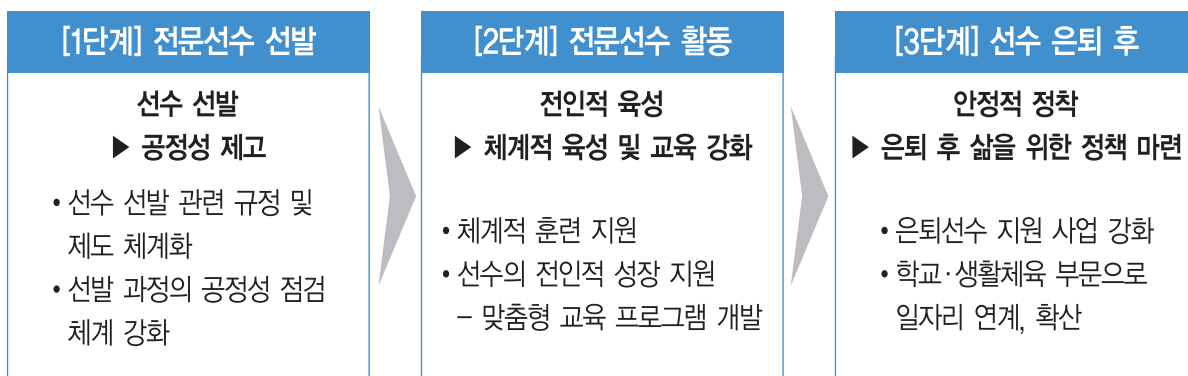 [1단계] 전문선수 선발
선수 선발
▶ 공정성 제고
• 선수 선발 관련 규정 및
제도 체계화
• 선발 과정의 공정성 점검
체계 강화
[2단계] 전문선수 활동
전인적 육성
▶ 체계적 육성 및 교육 강화
• 체계적 훈련 지원
• 선수의 전인적 성장 지원
– 맞춤형 교육 프로그램 개발
[3단계] 선수 은퇴 후
안정적 정착
▶ 은퇴 후 삶을 위한 정책 마련
• 은퇴선수 지원 사업 강화
• 학교·생활체육 부문으로
일자리 연계, 확산